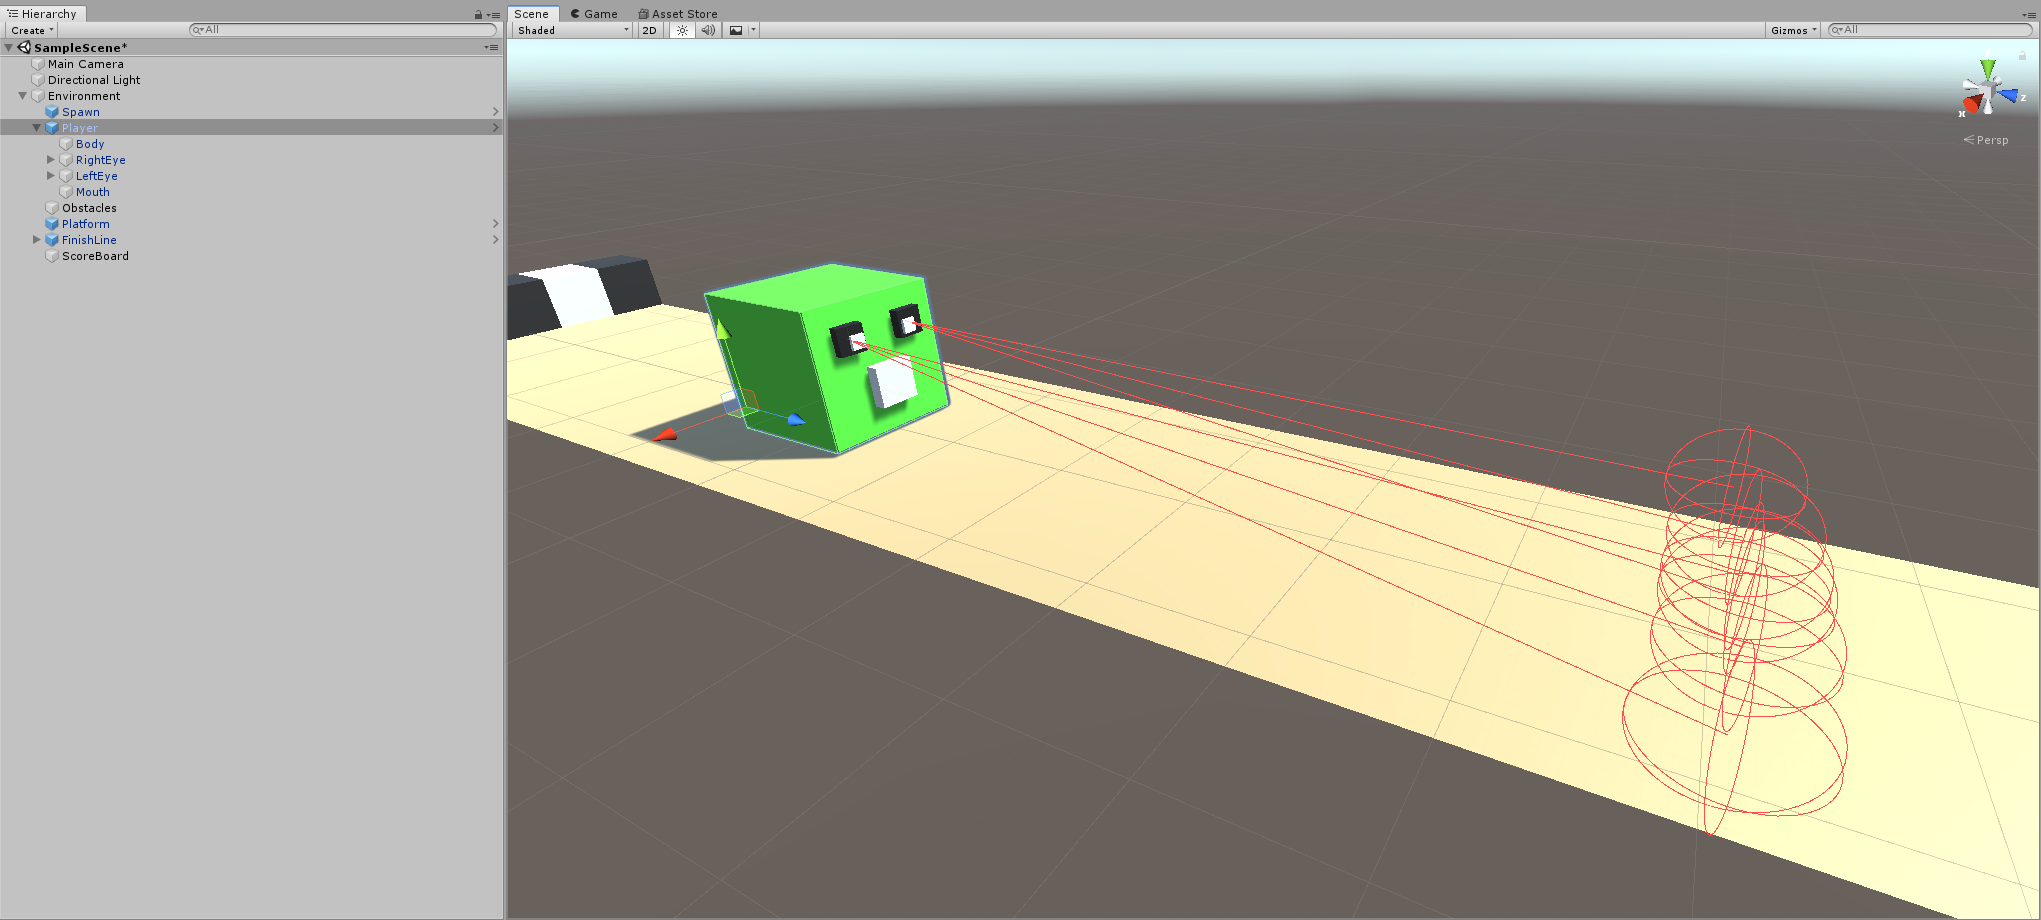 Hierarchy
Create
All
SampleScene*
Main Camera
Directional Light
Environment
Spawn
Player
Body
RightEye
LeftEye
Mouth
Obstacles
Platform
FinishLine
ScoreBoard
Scene Game Asset Store
Shaded 2D Gizmos All
z
x
Persp